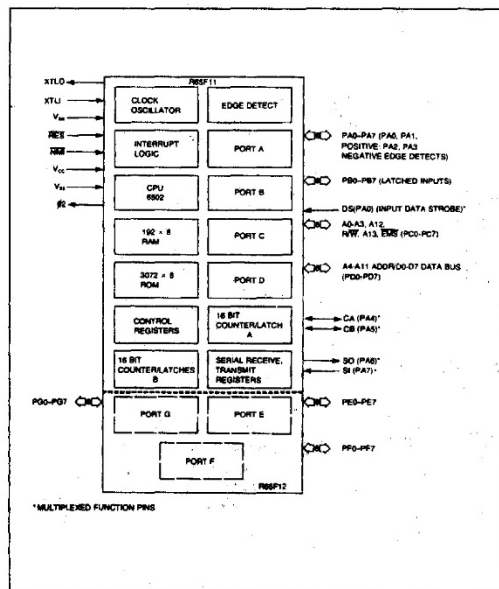 R65F11
XTLO
XTLI
RES
NMI
VCC
VSS
Ø2
CLOCK
OSCILLATOR
EDGE DETECT
INTERRUPT
LOGIC
PORT A
CPU
6502
PORT B
192 × 8
RAM
PORT C
3072 × 8
ROM
PORT D
CONTROL
REGISTERS
16 BIT
COUNTER/LATCH
A
16 BIT
COUNTER/LATCHES
B
SERIAL RECEIVE,
TRANSMIT
REGISTERS
PORT G
PORT E
PORT F
R65F12
PA0–PA7 (PA0, PA1,
POSITIVE: PA2, PA3
NEGATIVE EDGE DETECTS)
PB0–PB7 (LATCHED INPUTS)
DS(PA0) (INPUT DATA STROBE)*
A0-A3, A12,
R/W, A13, EMS (PC0-PC7)
A4-A11 ADDR/D0-D7 DATA BUS
(PD0-PD7)
CA (PA4)*
CB (PA5)*
SO (PA6)*
SI (PA7)*
PG0–PG7
PE0–PE7
PF0–PF7
*MULTIPLEXED FUNCTION PINS